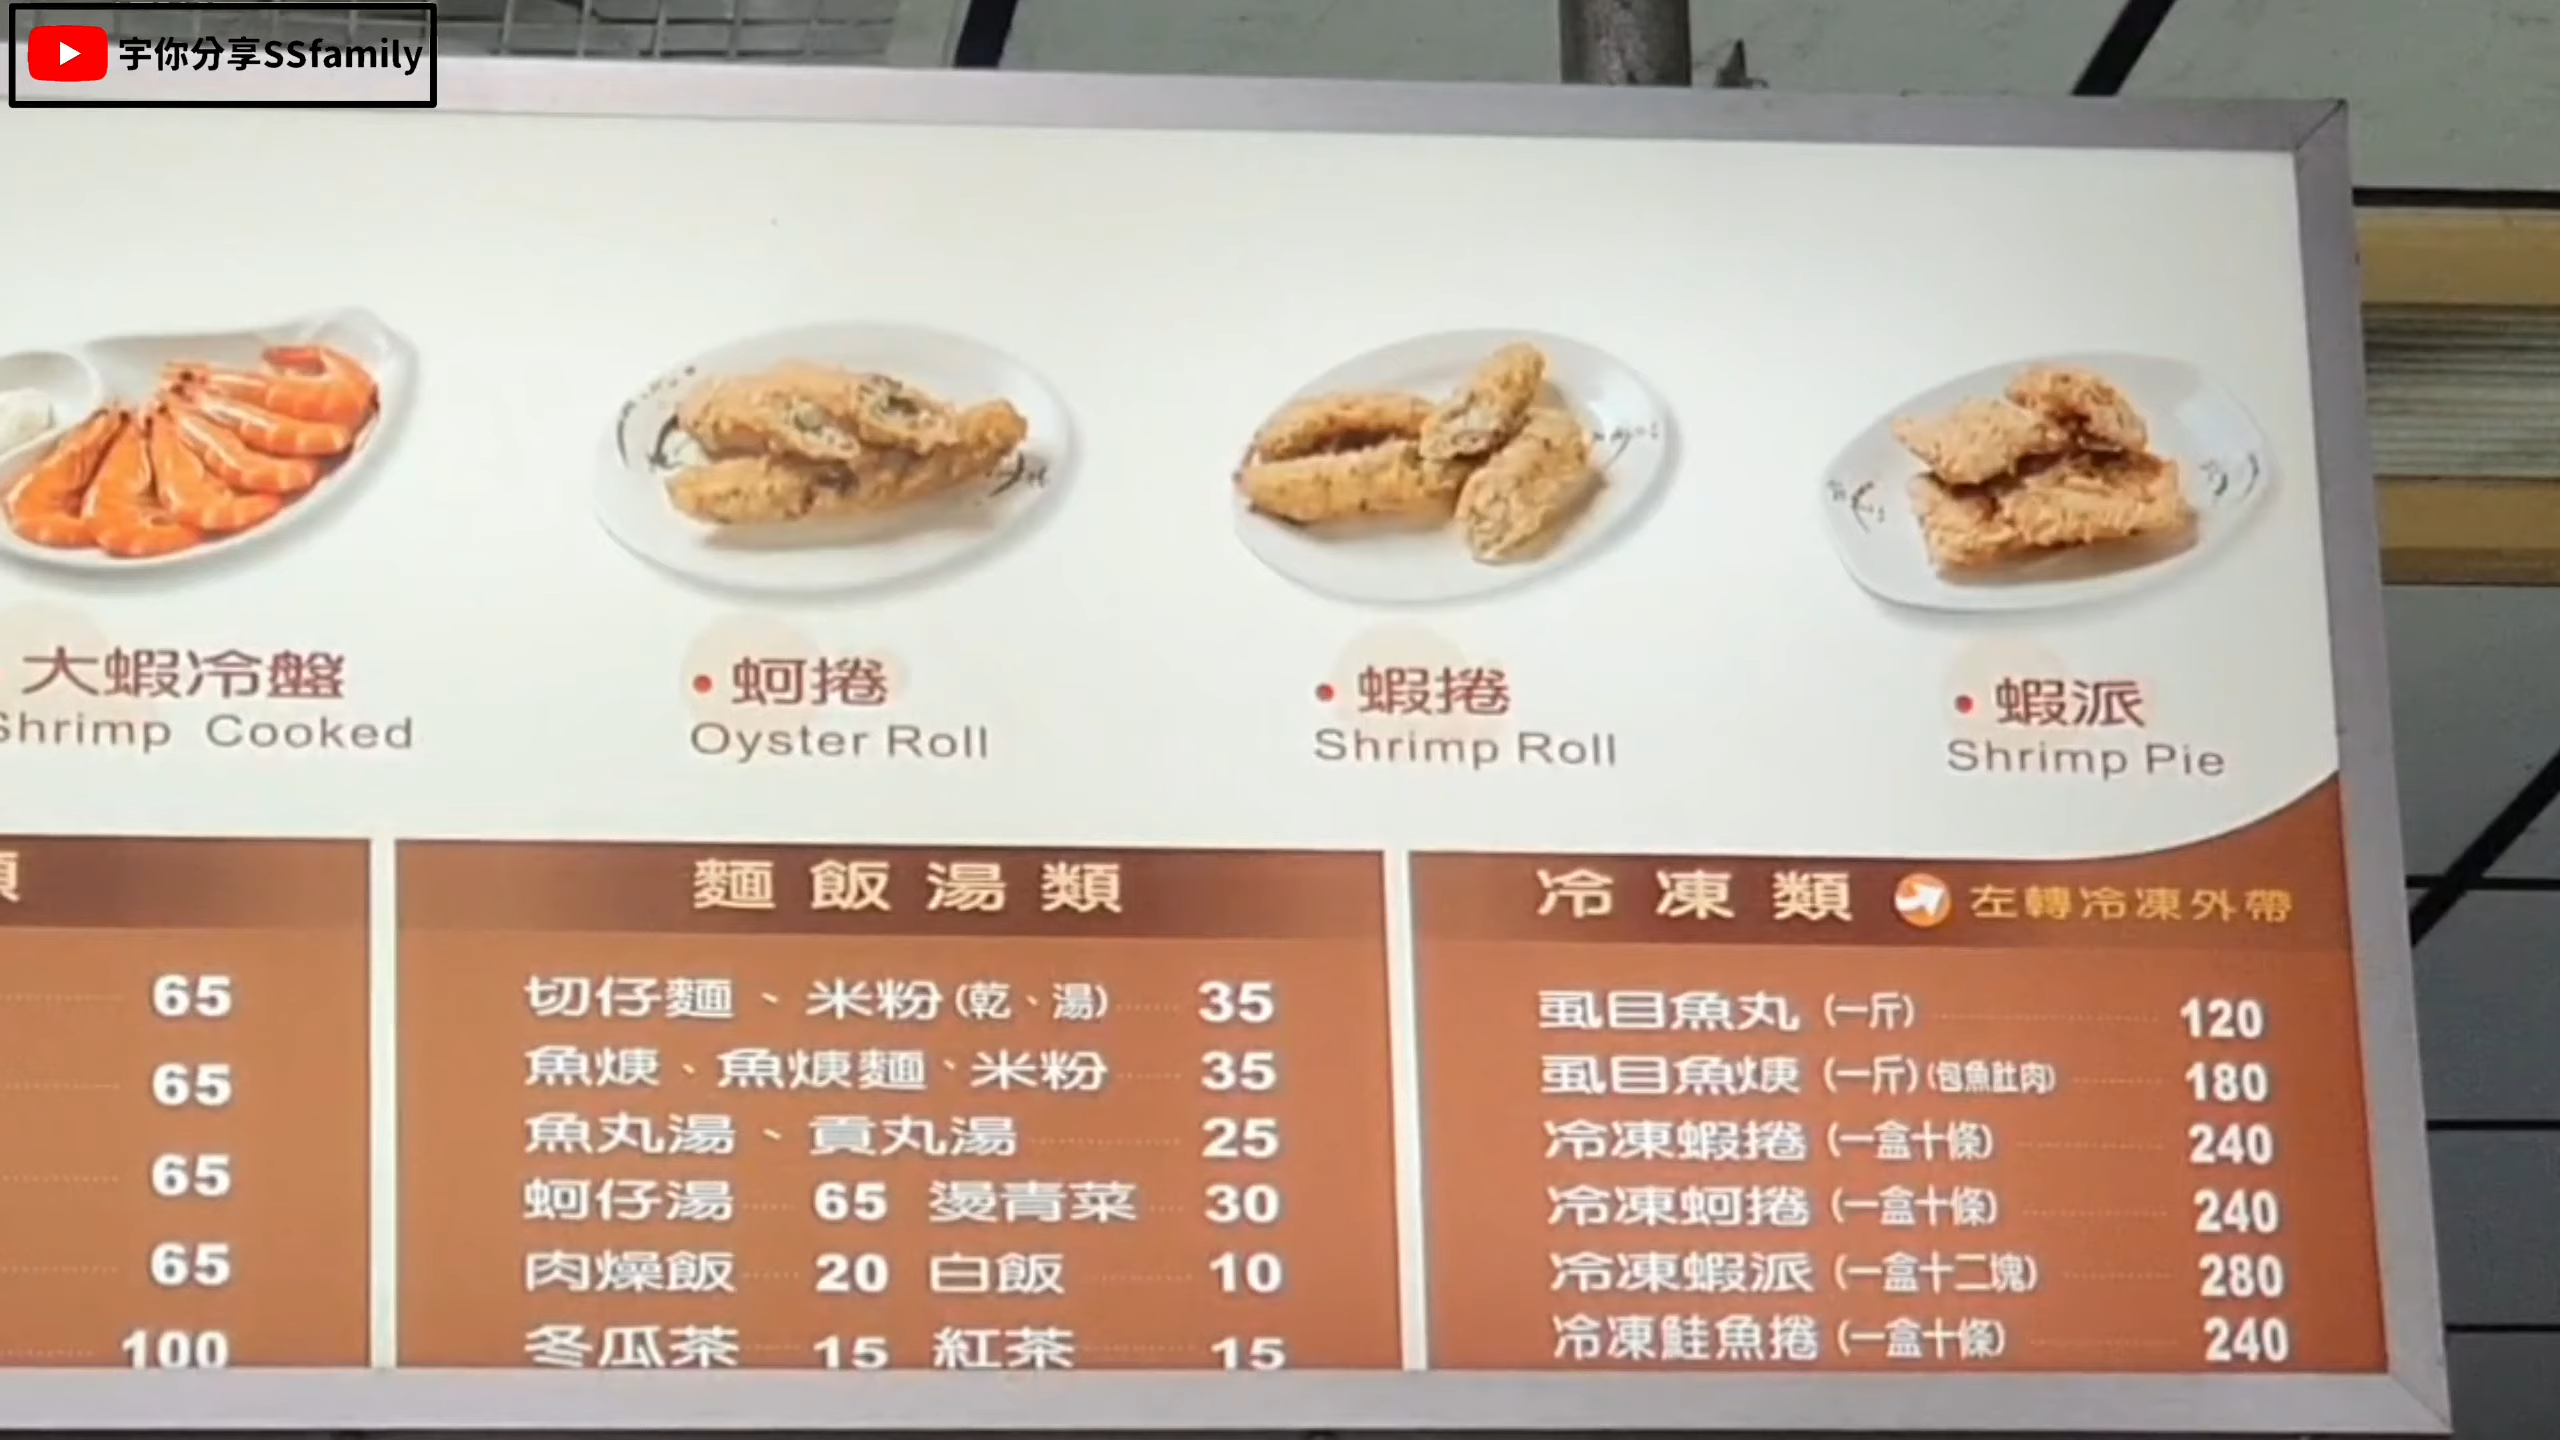 宇你分享SSfamily
大蝦冷盤
Shrimp Cooked
• 蚵捲
Oyster Roll
• 蝦捲
Shrimp Roll
• 蝦派
Shrimp Pie
類
65
65
65
65
100
麵飯湯類
切仔麵、米粉(乾、湯) 35
魚焿、魚焿麵、米粉 35
魚丸湯、貢丸湯 25
蚵仔湯 65 燙青菜 30
肉燥飯 20 白飯 10
冬瓜茶 15 紅茶 15
冷凍類 左轉冷凍外帶
虱目魚丸(一斤) 120
虱目魚焿(一斤)(包魚肚肉) 180
冷凍蝦捲(一盒十條) 240
冷凍蚵捲(一盒十條) 240
冷凍蝦派(一盒十二塊) 280
冷凍鮭魚捲(一盒十條) 240